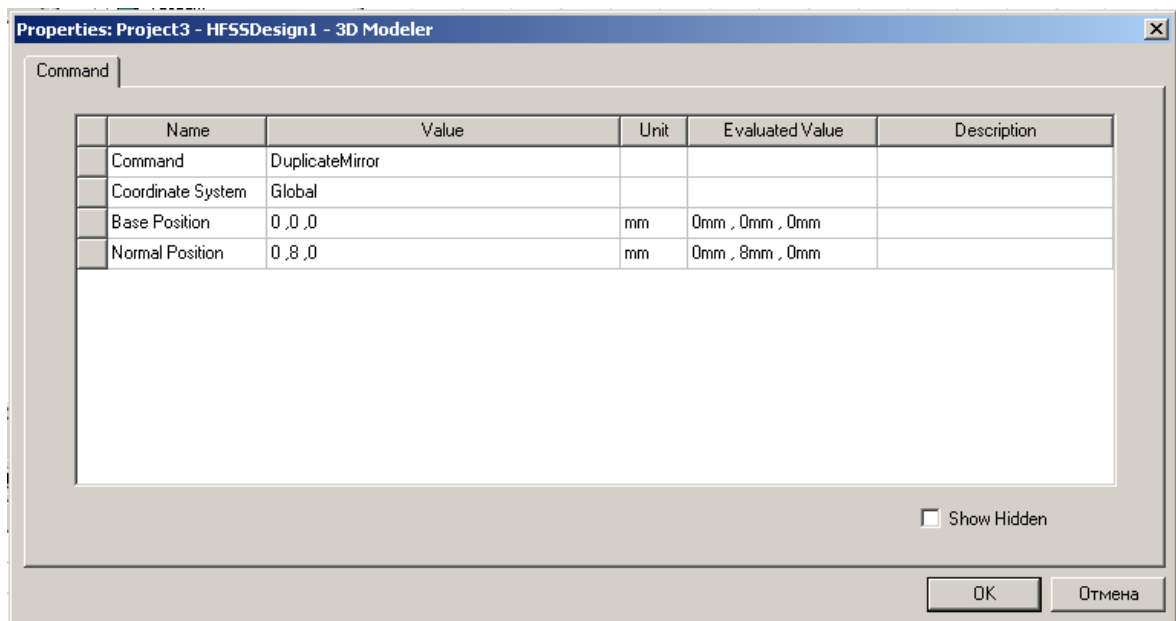 Properties: Project3 - HFSSDesign1 - 3D Modeler
Command
Name Value Unit Evaluated Value Description
Command DuplicateMirror
Coordinate System Global
Base Position 0 ,0 ,0 mm 0mm , 0mm , 0mm
Normal Position 0 ,8 ,0 mm 0mm , 8mm , 0mm
Show Hidden
OK Отмена